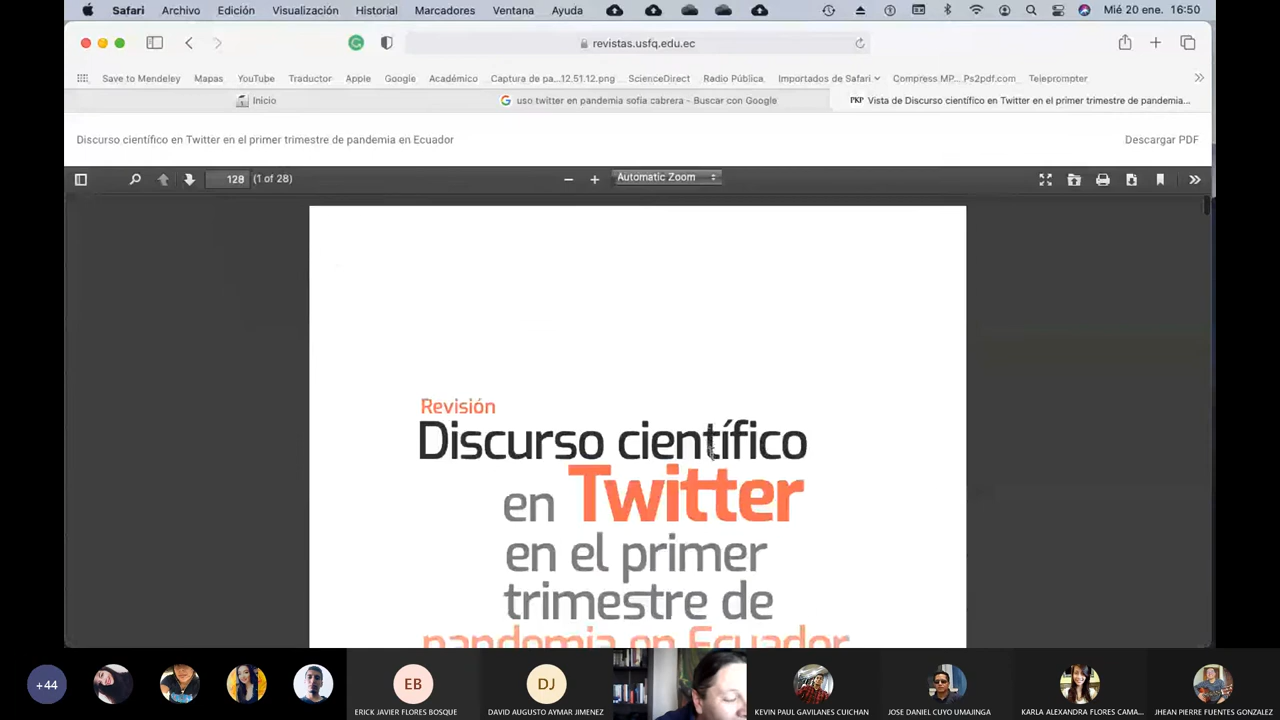 Safari Archivo Edición Visualización Historial Marcadores Ventana Ayuda Mié 20 ene. 16:50
revistas.usfq.edu.ec
Save to Mendeley Mapas YouTube Traductor Apple Google Académico Captura de pa...12.51.12.png ScienceDirect Radio Pública. Importados de Safari Compress MP... Ps2pdf.com Teleprompter
Inicio uso twitter en pandemia sofía cabrera - Buscar con Google PKP Vista de Discurso científico en Twitter en el primer trimestre de pandemia...
Discurso científico en Twitter en el primer trimestre de pandemia en Ecuador Descargar PDF
128 (1 of 28) Automatic Zoom
Revisión
Discurso científico
en Twitter
en el primer
trimestre de
pandemia en Ecuador
+44 EB DJ
ERICK JAVIER FLORES BOSQUE DAVID AUGUSTO AYMAR JIMENEZ KEVIN PAUL GAVILANES CUICHAN JOSE DANIEL CUYO UMAJINGA KARLA ALEXANDRA FLORES CAMA... JHEAN PIERRE FUENTES GONZALEZ